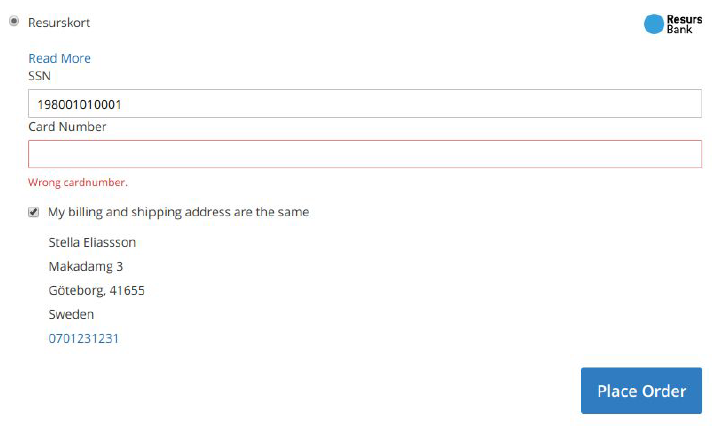 Resurskort
Resurs
Bank
Read More
SSN
198001010001
Card Number
Wrong cardnumber.
My billing and shipping address are the same
Stella Eliassson
Makadamg 3
Göteborg, 41655
Sweden
0701231231
Place Order